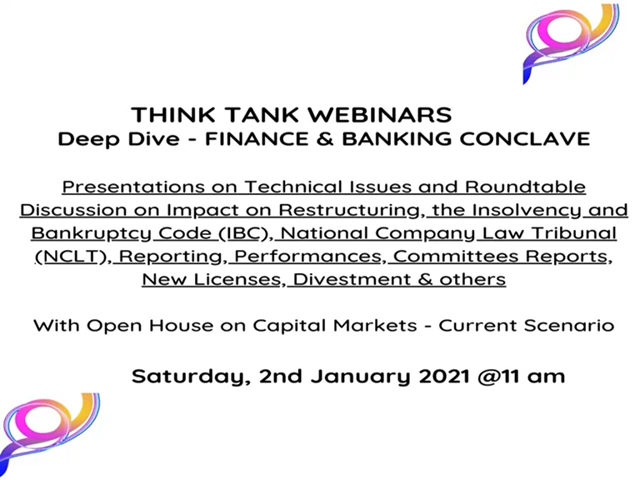 THINK TANK WEBINARS
Deep Dive - FINANCE & BANKING CONCLAVE
Presentations on Technical Issues and Roundtable
Discussion on Impact on Restructuring, the Insolvency and
Bankruptcy Code (IBC), National Company Law Tribunal
(NCLT), Reporting, Performances, Committees Reports,
New Licenses, Divestment & others
With Open House on Capital Markets - Current Scenario
Saturday, 2nd January 2021 @11 am